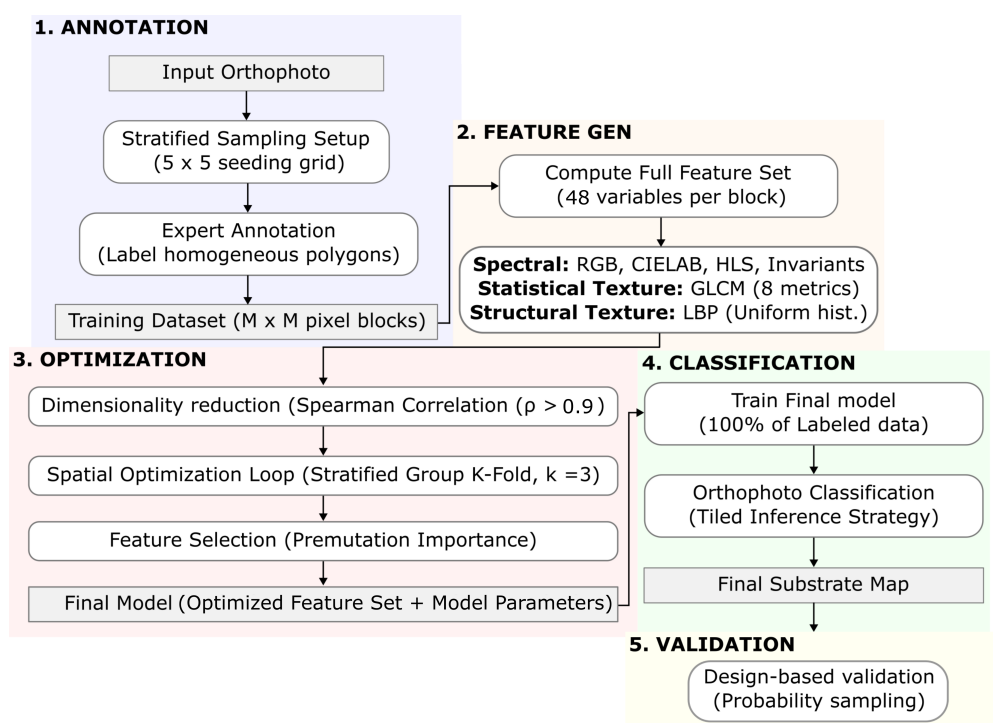 1. ANNOTATION
Input Orthophoto
Stratified Sampling Setup
(5 x 5 seeding grid)
Expert Annotation
(Label homogeneous polygons)
Training Dataset (M x M pixel blocks)
2. FEATURE GEN
Compute Full Feature Set
(48 variables per block)
Spectral: RGB, CIELAB, HLS, Invariants
Statistical Texture: GLCM (8 metrics)
Structural Texture: LBP (Uniform hist.)
3. OPTIMIZATION
Dimensionality reduction (Spearman Correlation (ρ > 0.9 )
Spatial Optimization Loop (Stratified Group K-Fold, k =3)
Feature Selection (Premutation Importance)
Final Model (Optimized Feature Set + Model Parameters)
4. CLASSIFICATION
Train Final model
(100% of Labeled data)
Orthophoto Classification
(Tiled Inference Strategy)
Final Substrate Map
5. VALIDATION
Design-based validation
(Probability sampling)